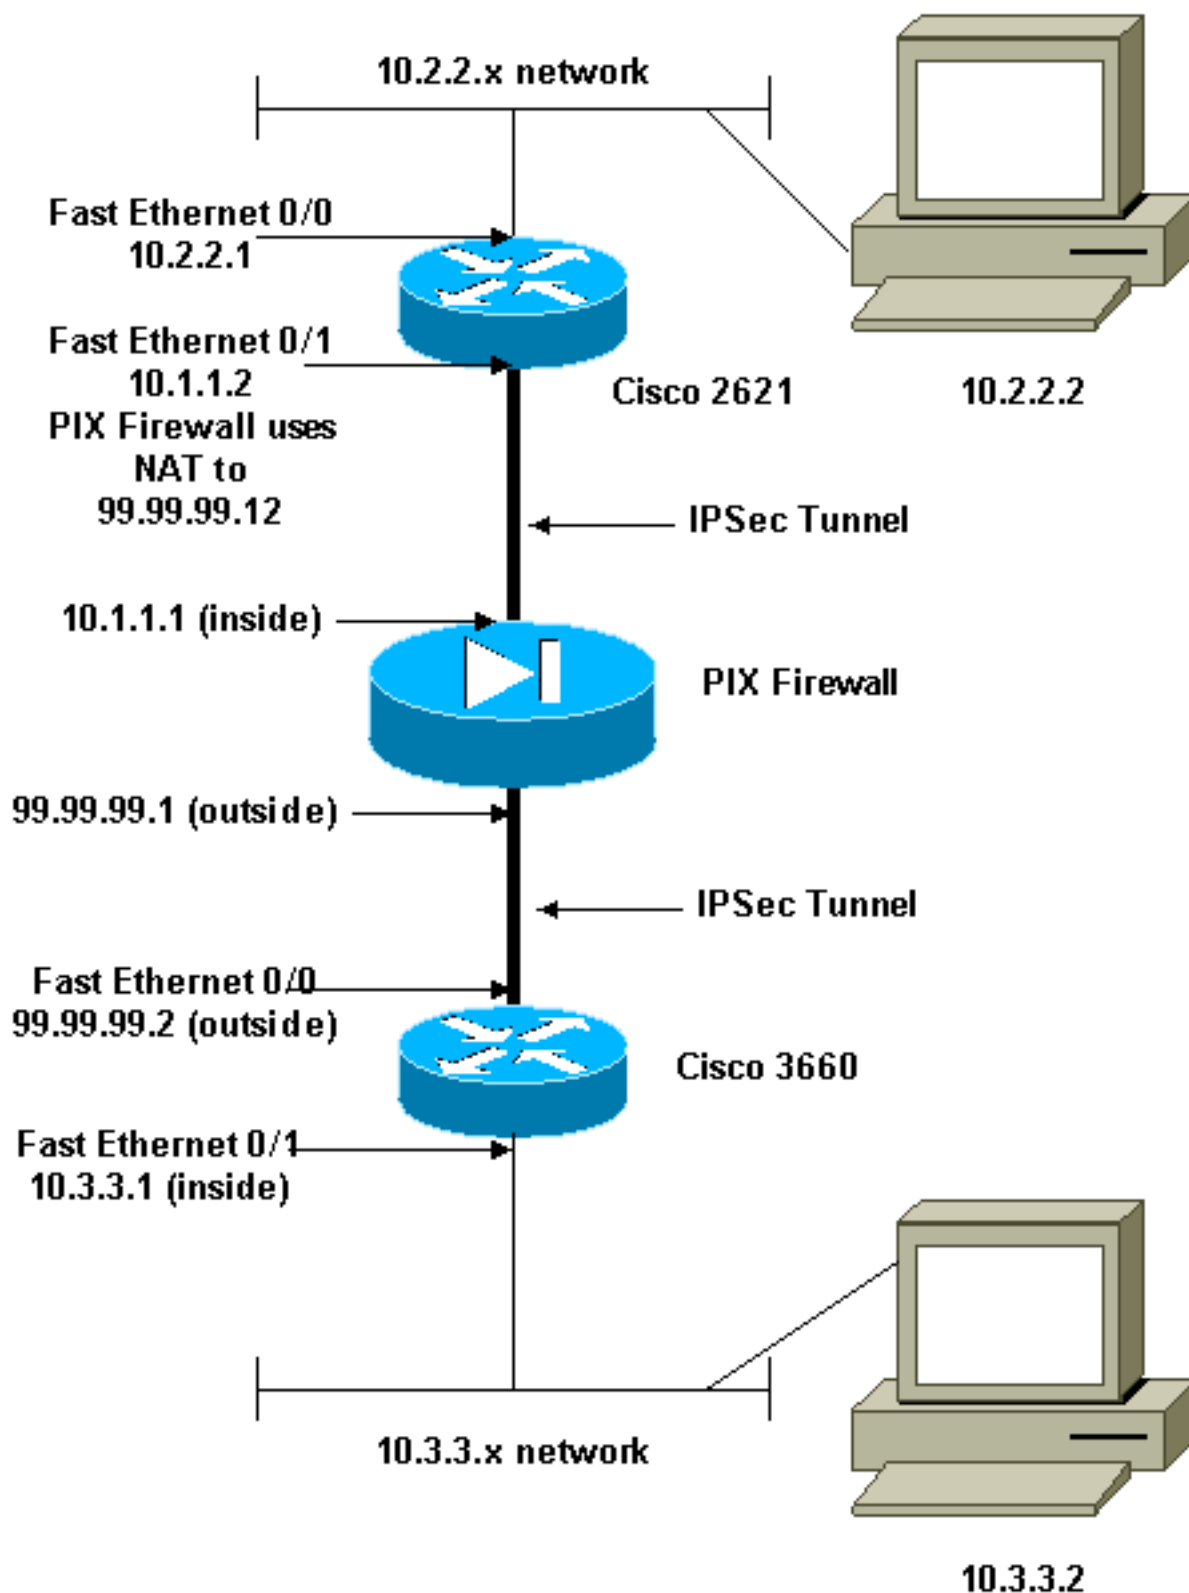 10.2.2.x network
Fast Ethernet 0/0
10.2.2.1
Fast Ethernet 0/1
10.1.1.2
PIX Firewall uses
NAT to
99.99.99.12
Cisco 2621
10.2.2.2
IPSec Tunnel
10.1.1.1 (inside)
PIX Firewall
99.99.99.1 (outside)
IPSec Tunnel
Fast Ethernet 0/0
99.99.99.2 (outside)
Cisco 3660
Fast Ethernet 0/1
10.3.3.1 (inside)
10.3.3.x network
10.3.3.2